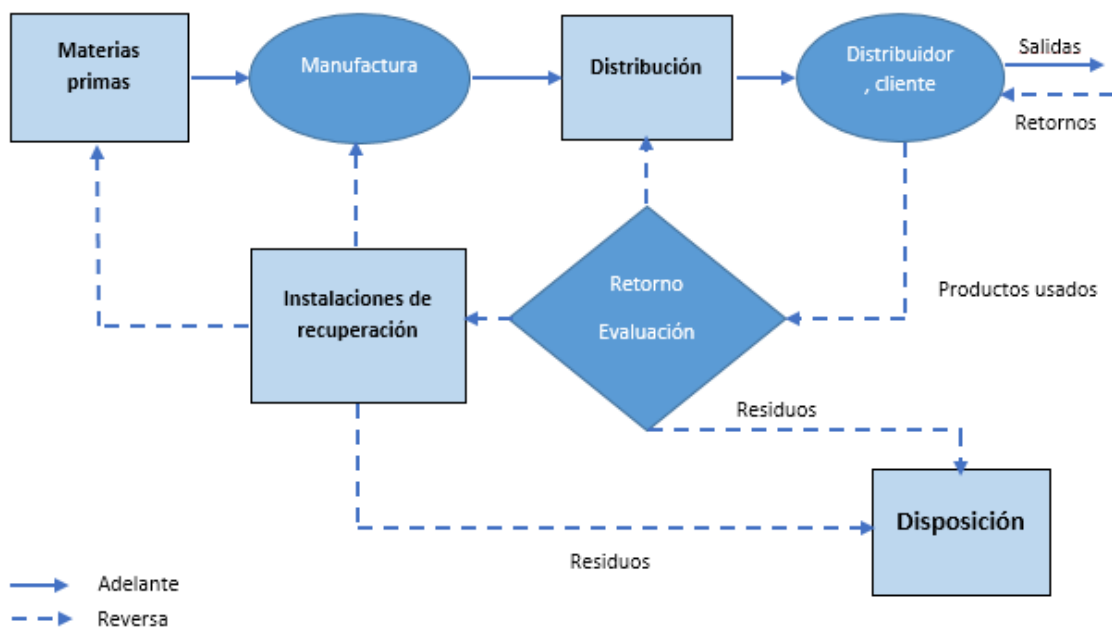 Materias
primas
Manufactura
Distribución
Distribuidor
, cliente
Salidas
Retornos
Instalaciones de
recuperación
Retorno
Evaluación
Productos usados
Residuos
Disposición
Residuos
Adelante
Reversa